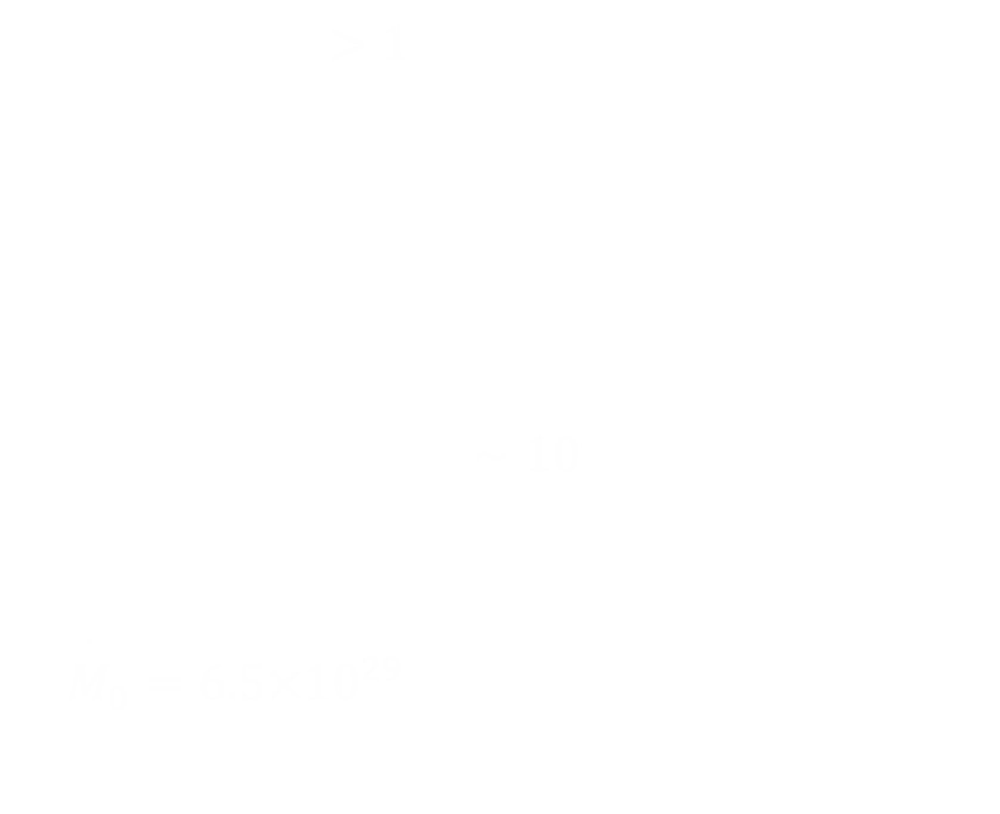 > 1
~ 10
M₀ = 6.5×10²⁹